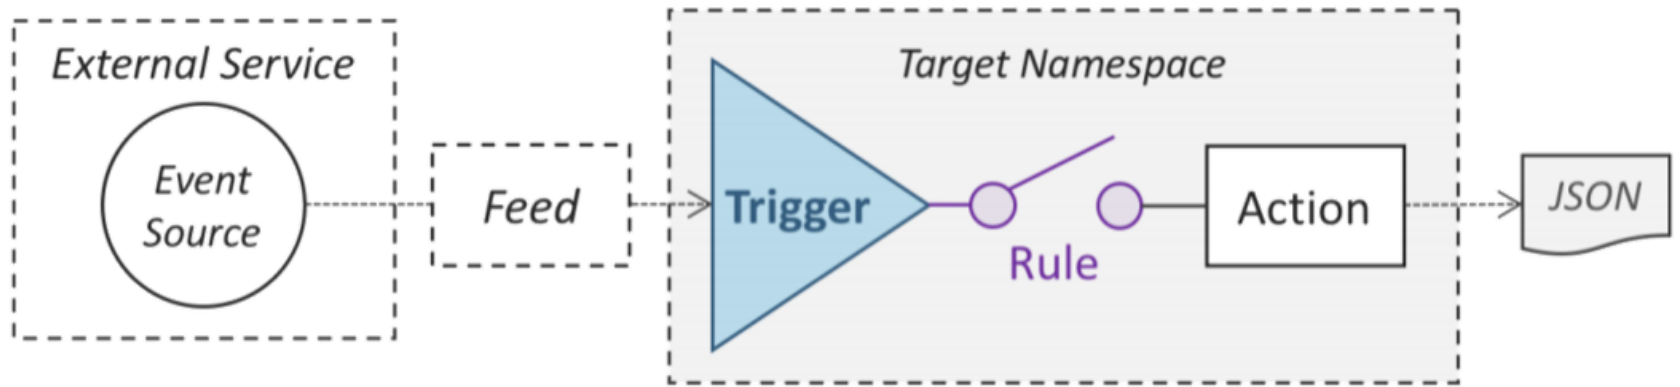 External Service
Event
Source
Feed
Target Namespace
Trigger
Rule
Action
JSON